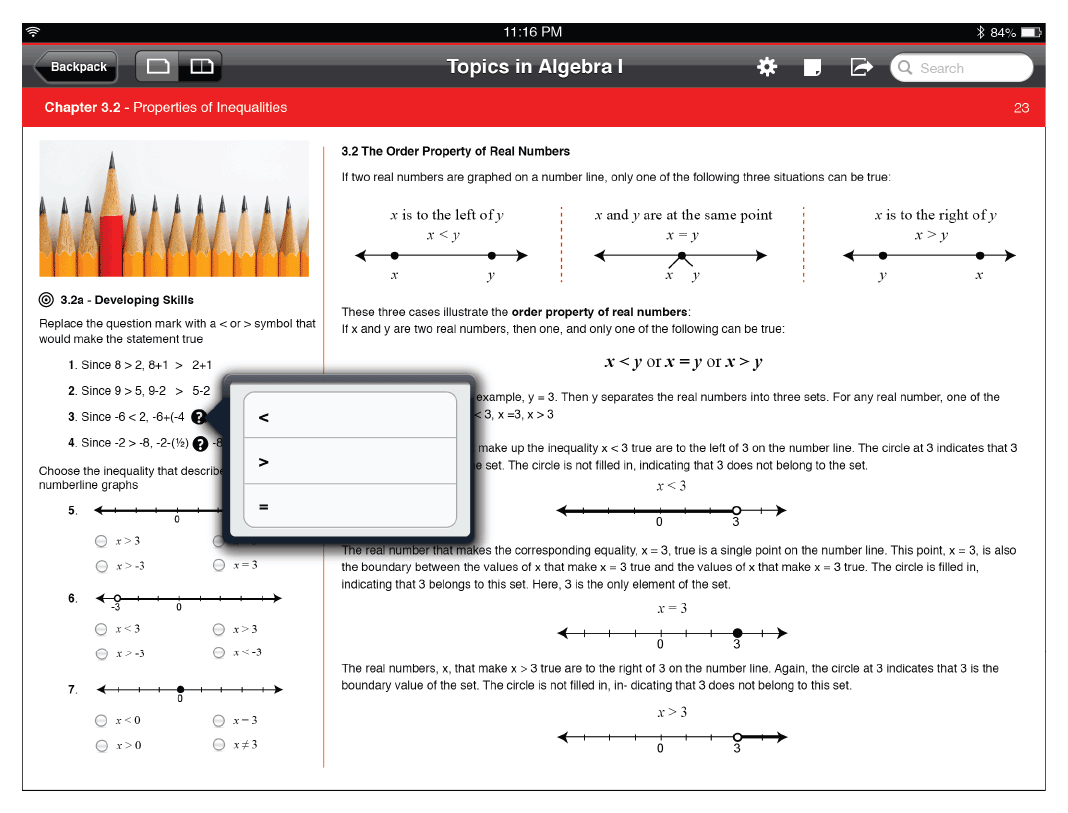 11:16 PM
84%
Backpack
Topics in Algebra I
Search
Chapter 3.2 - Properties of Inequalities
23
3.2a - Developing Skills
Replace the question mark with a < or > symbol that
would make the statement true
1. Since 8 > 2, 8+1 > 2+1
2. Since 9 > 5, 9-2 > 5-2
3. Since -6 < 2, -6+(-4 ?
4. Since -2 > -8, -2-(½) ? -8
<
>
=
Choose the inequality that
numberline graphs
5.
0
x > 3
x > -3
x = 3
6.
-3 0
x < 3 x > 3
x > -3 x < -3
7.
0
x < 0 x = 3
x > 0 x ≠ 3
3.2 The Order Property of Real Numbers
If two real numbers are graphed on a number line, only one of the following three situations can be true:
x is to the left of y
x < y
x y
x and y are at the same point
x = y
x y
x is to the right of y
x > y
y x
These three cases illustrate the order property of real numbers:
If x and y are two real numbers, then one, and only one of the following can be true:
x < y or x = y or x > y
example, y = 3. Then y separates the real numbers into three sets. For any real number, one of the
< 3, x =3, x > 3
make up the inequality x < 3 true are to the left of 3 on the number line. The circle at 3 indicates that 3
set. The circle is not filled in, indicating that 3 does not belong to the set.
x < 3
0 3
The real number that makes the corresponding equality, x = 3, true is a single point on the number line. This point, x = 3, is also
the boundary between the values of x that make x = 3 true and the values of x that make x = 3 true. The circle is filled in,
indicating that 3 belongs to this set. Here, 3 is the only element of the set.
x = 3
0 3
The real numbers, x, that make x > 3 true are to the right of 3 on the number line. Again, the circle at 3 indicates that 3 is the
boundary value of the set. The circle is not filled in, in- dicating that 3 does not belong to this set.
x > 3
0 3